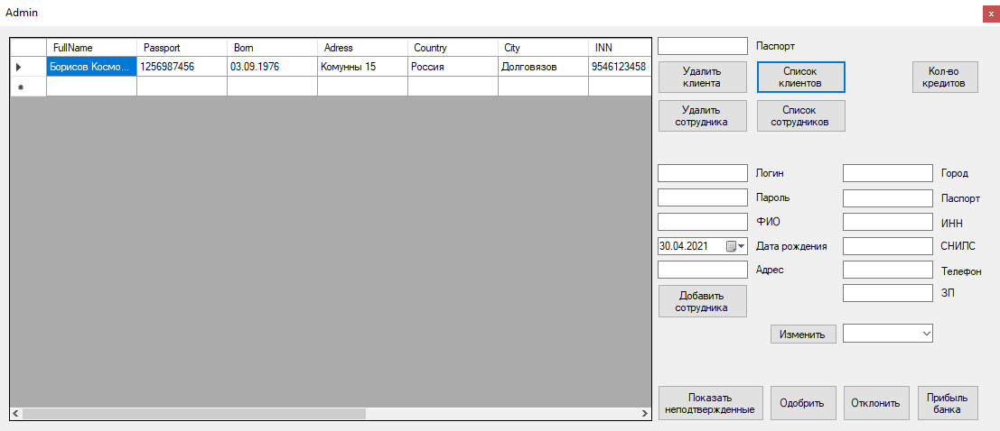 Admin
x
FullName Passport Born Adress Country City INN
Борисов Космо... 1256987456 03.09.1976 Комунны 15 Россия Долговязов 9546123458
Паспорт
Удалить
клиента
Список
клиентов
Кол-во
кредитов
Удалить
сотрудника
Список
сотрудников
Логин
Город
Пароль
Паспорт
ФИО
ИНН
30.04.2021
Дата рождения
СНИЛС
Адрес
Телефон
Добавить
сотрудника
ЗП
Изменить
Показать
неподтвержденные
Одобрить
Отклонить
Прибыль
банка